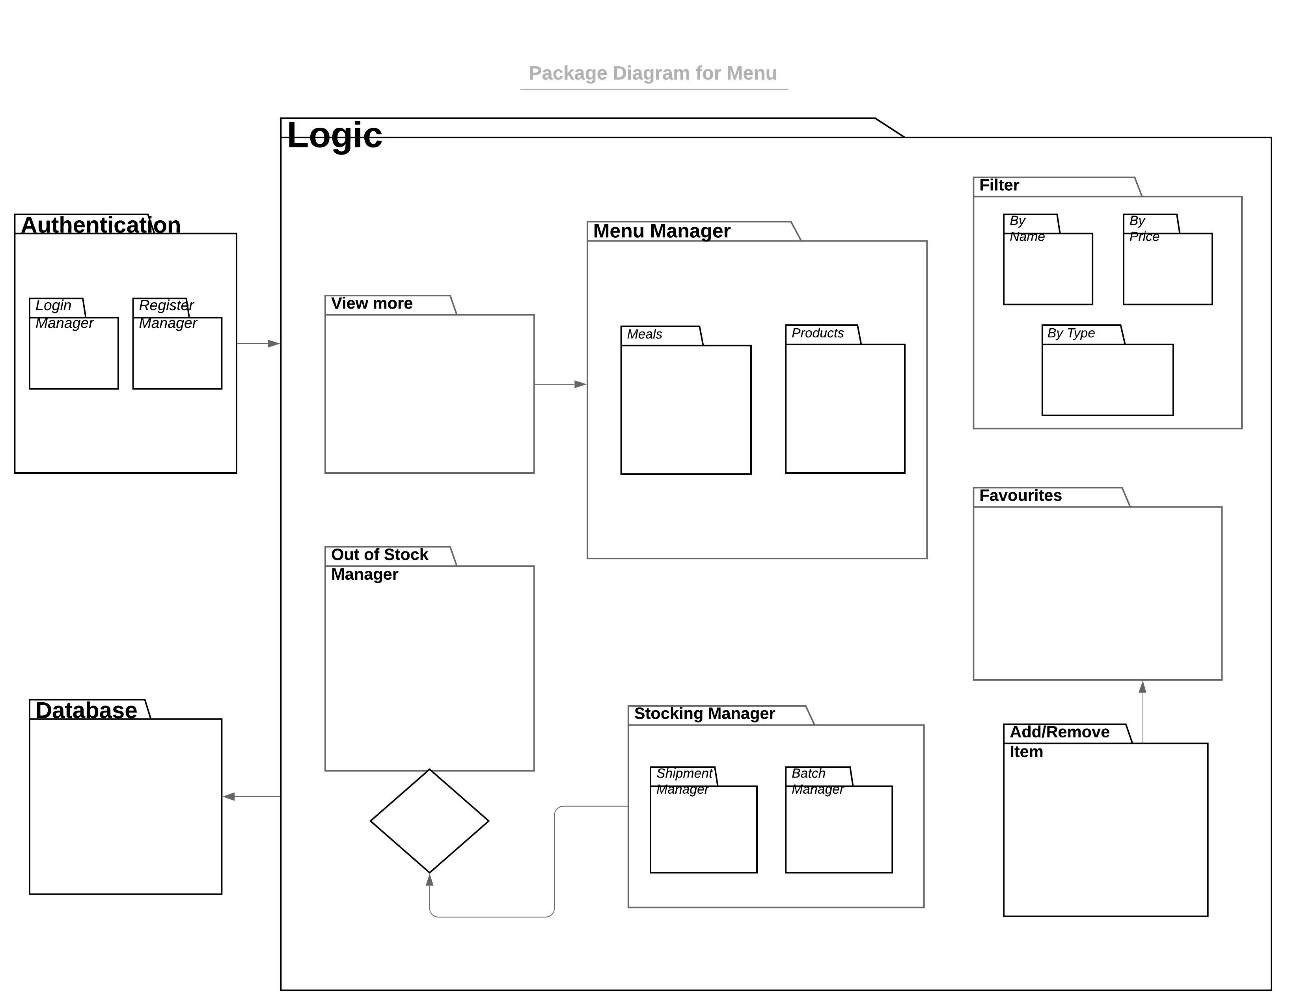 Package Diagram for Menu
Logic
Authentication
Login
Manager
Register
Manager
View more
Menu Manager
Meals
Products
Filter
By
Name
By
Price
By Type
Favourites
Out of Stock
Manager
Database
Stocking Manager
Shipment
Manager
Batch
Manager
Add/Remove
Item